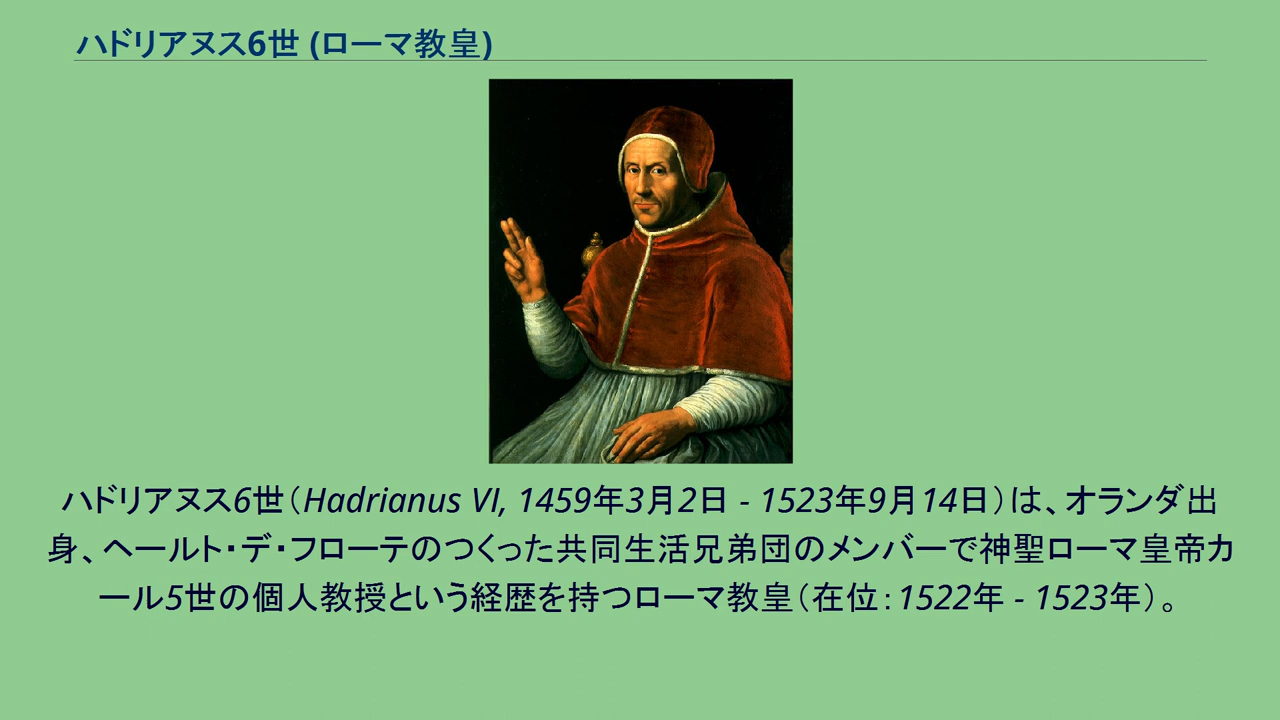 ハドリアヌス6世 (ローマ教皇)
ハドリアヌス6世（Hadrianus VI, 1459年3月2日 - 1523年9月14日）は、オランダ出
身、ヘールト・デ・フローテのつくった共同生活兄弟団のメンバーで神聖ローマ皇帝カ
ール5世の個人教授という経歴を持つローマ教皇（在位：1522年 - 1523年）。